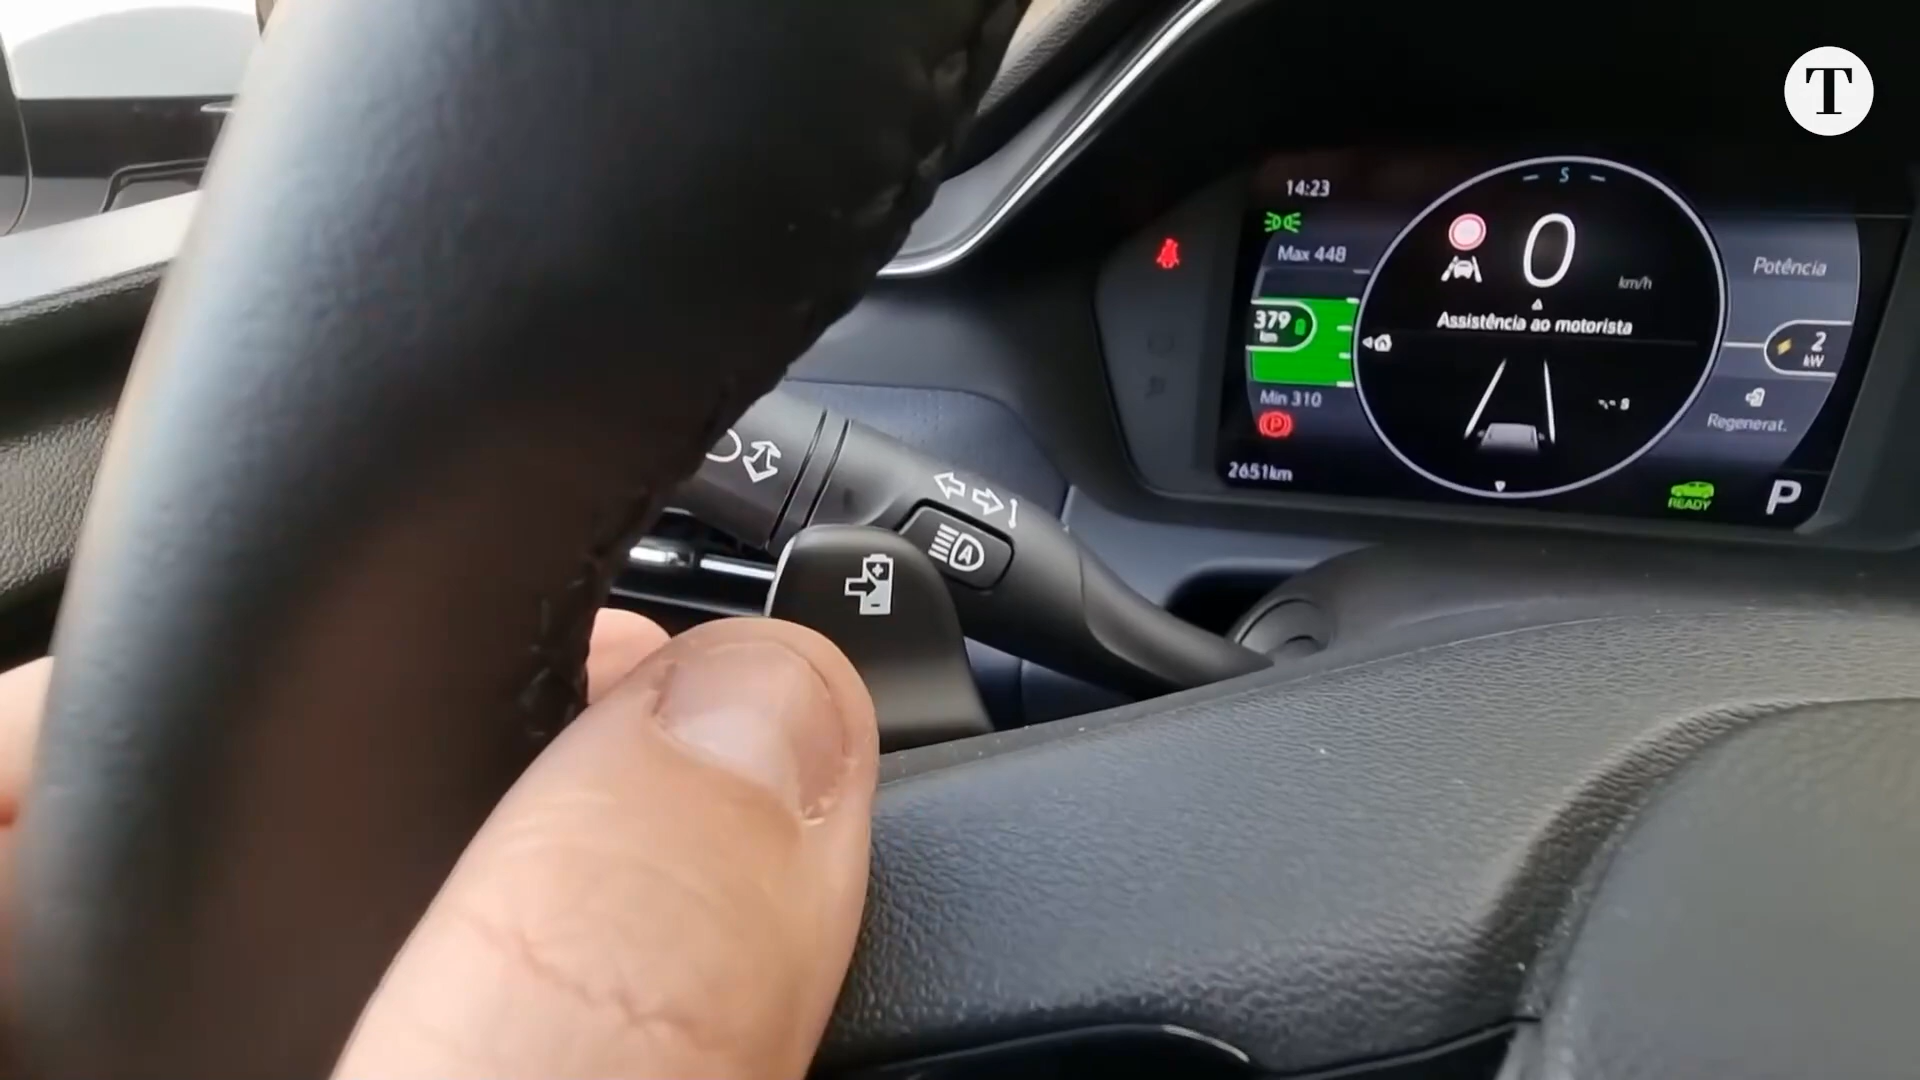 T
14:23
S
Max 448
0
km/h
Potência
379
km
Assistência ao motorista
2
kW
Min 310
Regenerat.
P
2651km
READY
P
A